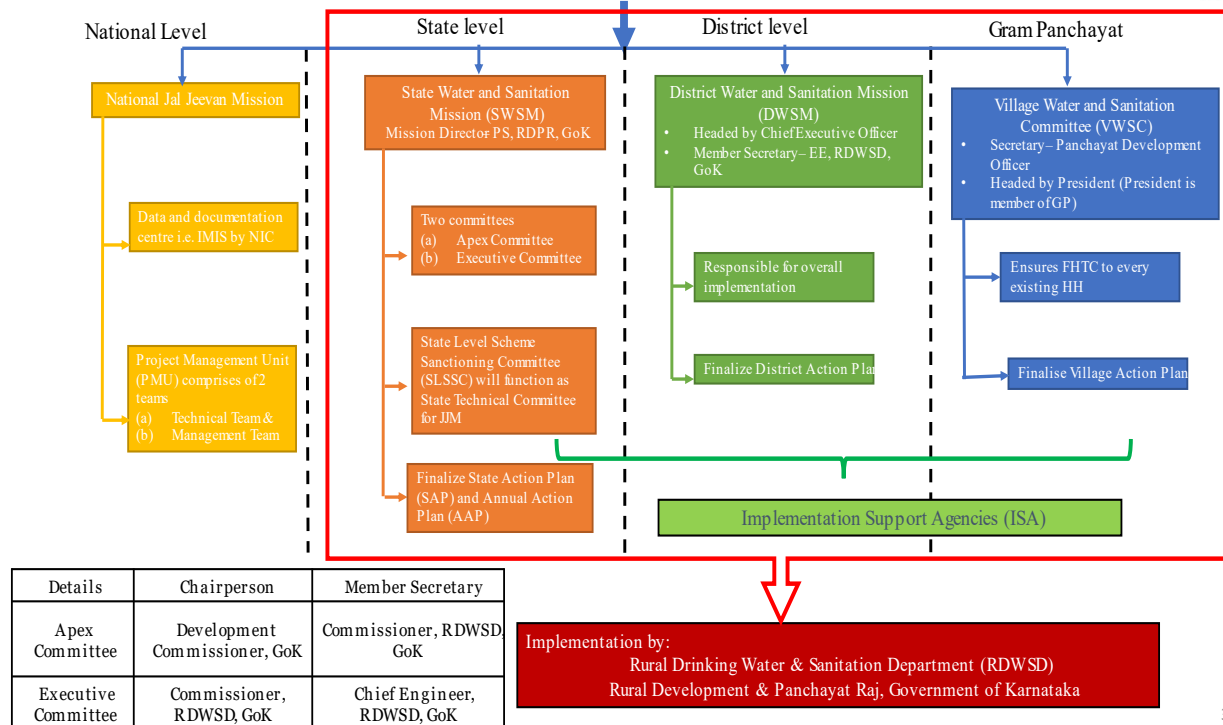 National Level
State level
District level
Gram Panchayat
National Jal Jeevan Mission
Data and documentation
centre i.e. IMIS by NIC
Project Management Unit
(PMU) comprises of 2
teams
(a) Technical Team &
(b) Management Team
State Water and Sanitation
Mission (SWSM)
Mission Director- PS, RDPR, GoK
Two committees
(a) Apex Committee
(b) Executive Committee
State Level Scheme
Sanctioning Committee
(SLSSC) will function as
State Technical Committee
for JJM
Finalize State Action Plan
(SAP) and Annual Action
Plan (AAP)
District Water and Sanitation Mission
(DWSM)
• Headed by Chief Executive Officer
• Member Secretary – EE, RDWSD,
GoK
Responsible for overall
implementation
Finalize District Action Plan
Village Water and Sanitation
Committee (VWSC)
• Secretary – Panchayat Development
Officer
• Headed by President (President is
member of GP)
Ensures FHTC to every
existing HH
Finalise Village Action Plan
Implementation Support Agencies (ISA)
Details Chairperson Member Secretary
Apex
Committee
Development
Commissioner, GoK
Commissioner, RDWSD,
GoK
Executive
Committee
Commissioner,
RDWSD, GoK
Chief Engineer,
RDWSD, GoK
Implementation by:
Rural Drinking Water & Sanitation Department (RDWSD)
Rural Development & Panchayat Raj, Government of Karnataka